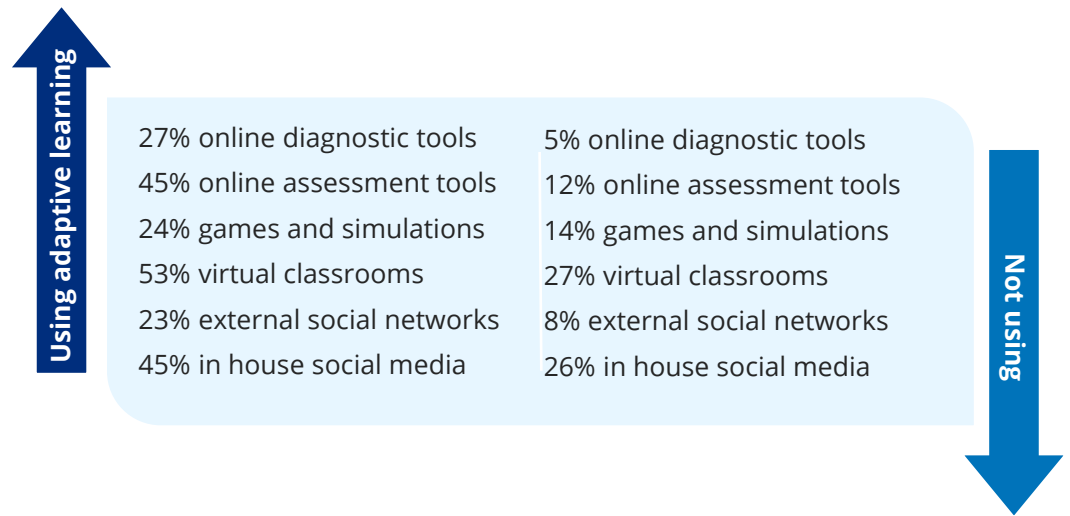 Using adaptive learning
27% online diagnostic tools
45% online assessment tools
24% games and simulations
53% virtual classrooms
23% external social networks
45% in house social media
5% online diagnostic tools
12% online assessment tools
14% games and simulations
27% virtual classrooms
8% external social networks
26% in house social media
Not using